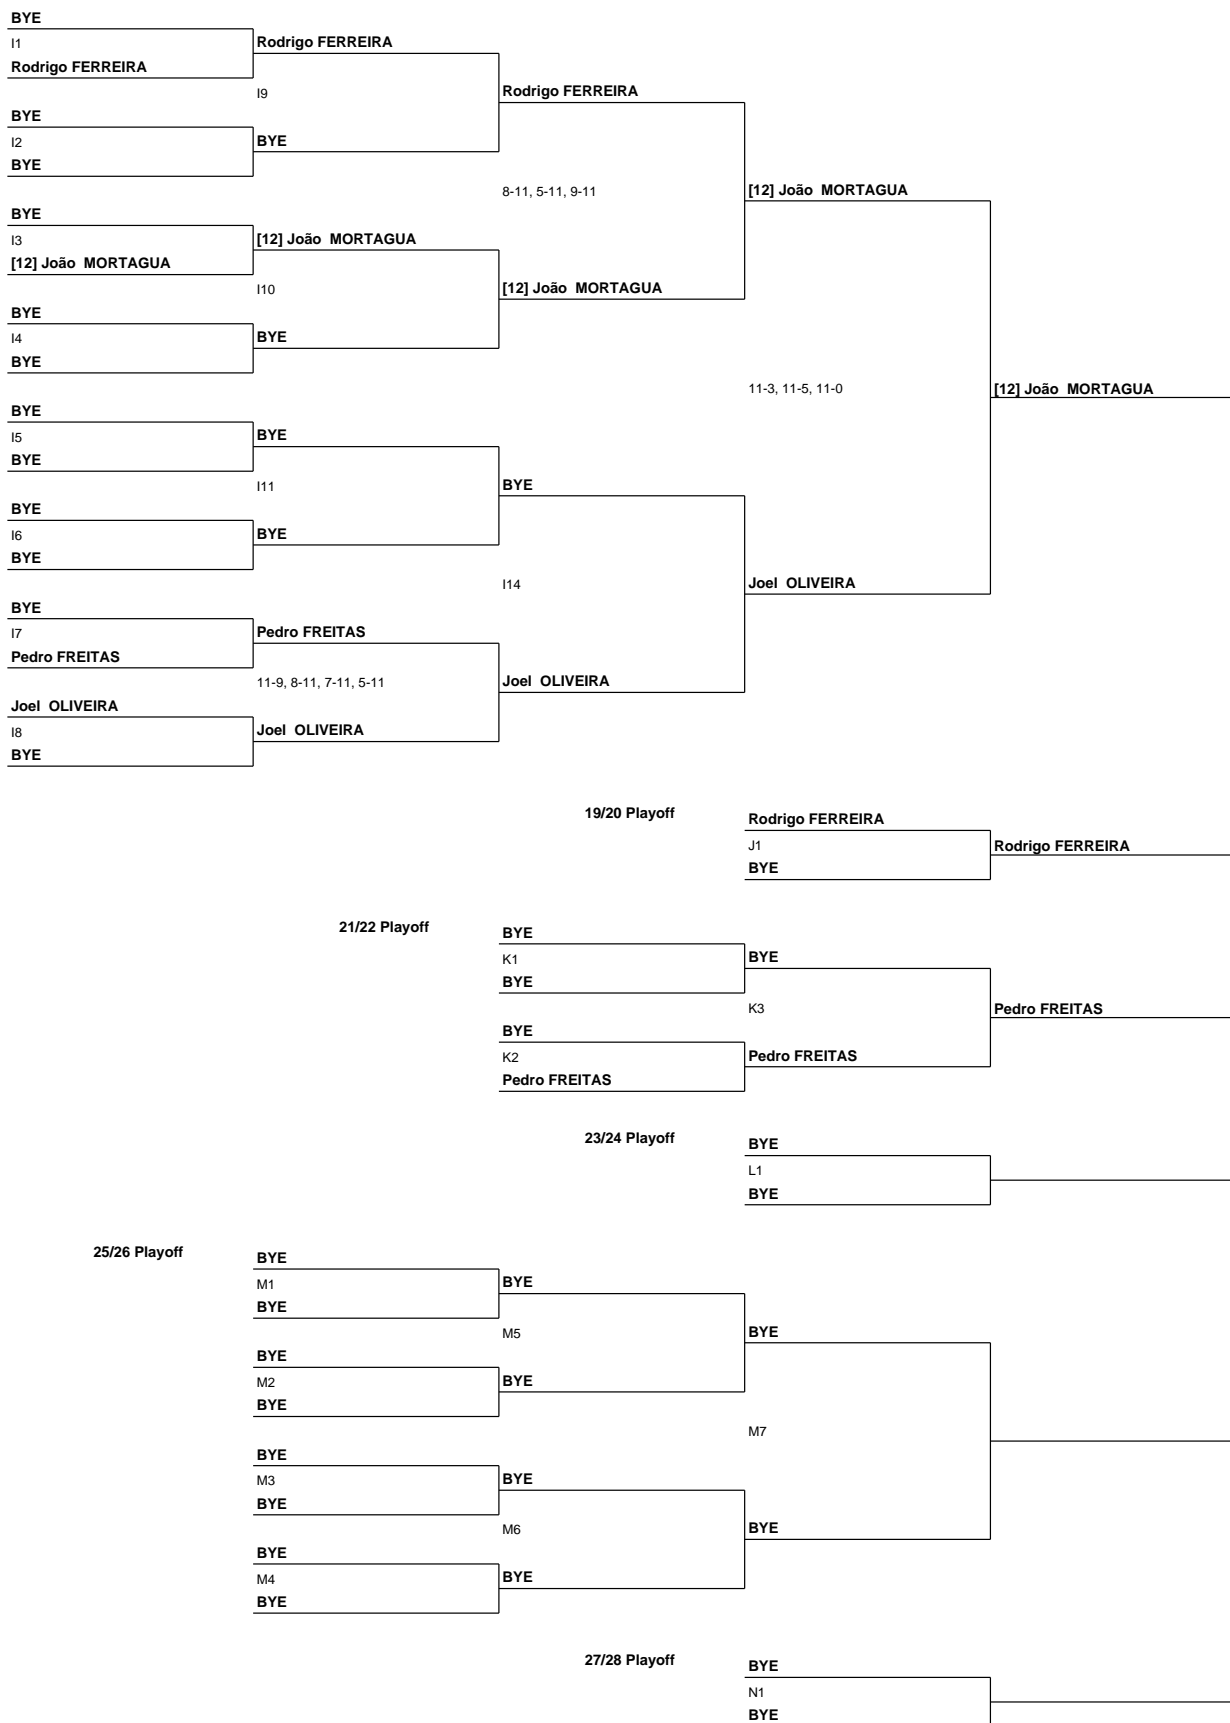 BYE
I1
Rodrigo FERREIRA
Rodrigo FERREIRA
I9
Rodrigo FERREIRA
BYE
I2
BYE
BYE
8-11, 5-11, 9-11
[12] João  MORTAGUA
BYE
I3
[12] João  MORTAGUA
[12] João  MORTAGUA
I10
[12] João  MORTAGUA
BYE
I4
BYE
BYE
11-3, 11-5, 11-0
[12] João  MORTAGUA
BYE
I5
BYE
BYE
I11
BYE
BYE
I6
BYE
BYE
I14
Joel  OLIVEIRA
BYE
I7
Pedro FREITAS
Pedro FREITAS
11-9, 8-11, 7-11, 5-11
Joel  OLIVEIRA
Joel  OLIVEIRA
I8
Joel  OLIVEIRA
BYE
19/20 Playoff
Rodrigo FERREIRA
J1
Rodrigo FERREIRA
BYE
21/22 Playoff
BYE
K1
BYE
BYE
K3
Pedro FREITAS
BYE
K2
Pedro FREITAS
Pedro FREITAS
23/24 Playoff
BYE
L1
BYE
25/26 Playoff
BYE
M1
BYE
BYE
M5
BYE
BYE
M2
BYE
BYE
M7
BYE
M3
BYE
BYE
M6
BYE
BYE
M4
BYE
BYE
27/28 Playoff
BYE
N1
BYE